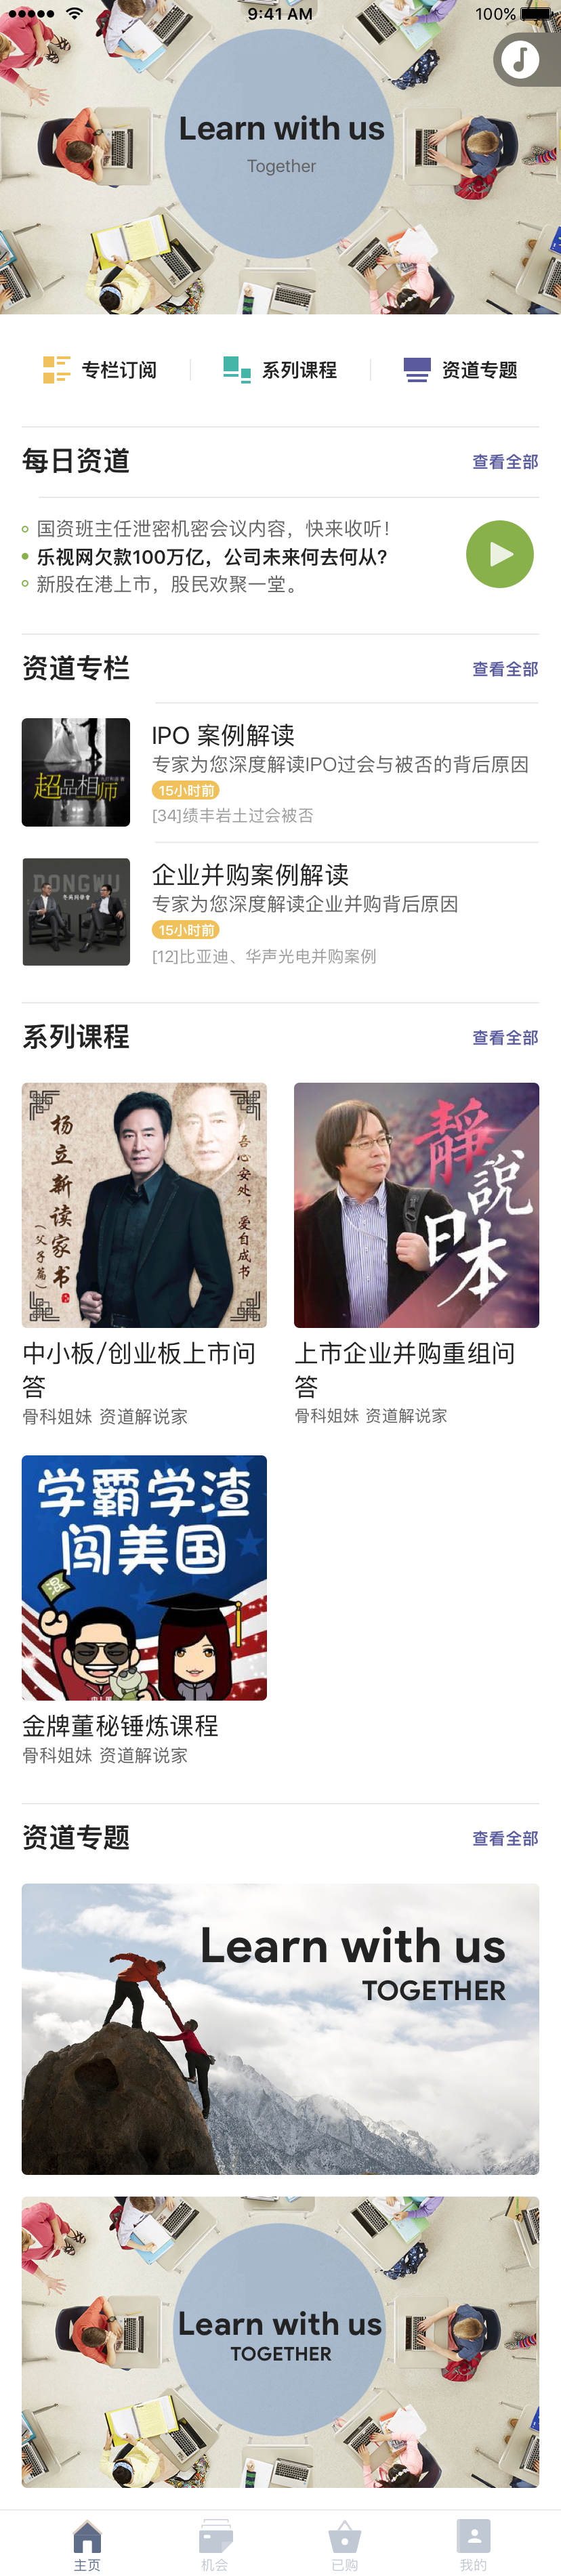 9:41 AM
100%
Learn with us
Together
专栏订阅
系列课程
资道专题
每日资道
查看全部
国资班主任泄密机密会议内容，快来收听！
乐视网欠款100万亿，公司未来何去何从？
新股在港上市，股民欢聚一堂。
资道专栏
查看全部
超品相师
IPO 案例解读
专家为您深度解读IPO过会与被否的背后原因
15小时前
[34]绩丰岩土过会被否
DONGWU
企业并购案例解读
专家为您深度解读企业并购背后原因
15小时前
[12]比亚迪、华声光电并购案例
系列课程
查看全部
杨立新读家书
（父子篇）
吾心安处，爱自成书
靜說日本
中小板/创业板上市问
答
骨科姐妹 资道解说家
上市企业并购重组问
答
骨科姐妹 资道解说家
学霸学渣
闯美国
混
金牌董秘锤炼课程
骨科姐妹 资道解说家
资道专题
查看全部
Learn with us
TOGETHER
Learn with us
TOGETHER
主页
机会
已购
我的